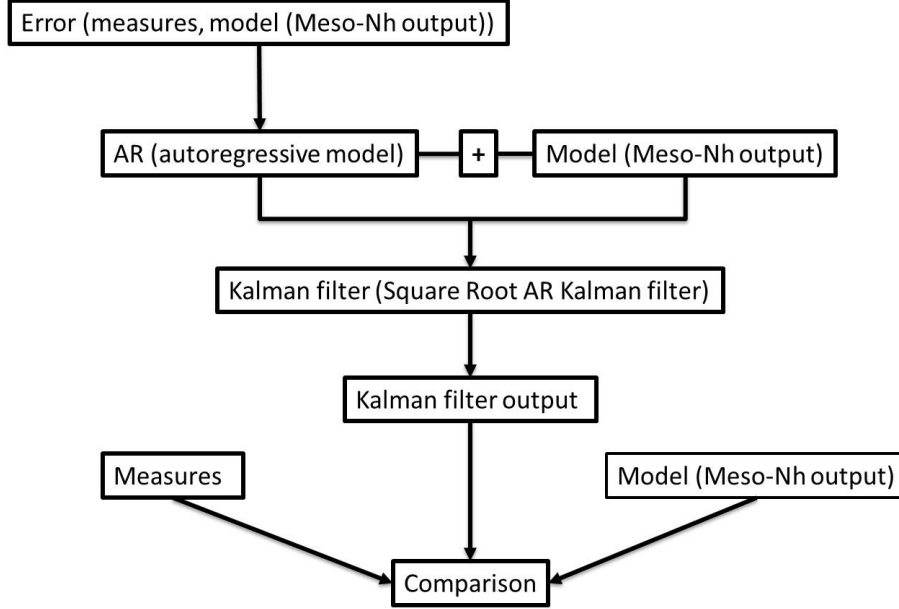 Error (measures, model (Meso-Nh output))
AR (autoregressive model)
+
Model (Meso-Nh output)
Kalman filter (Square Root AR Kalman filter)
Kalman filter output
Measures
Model (Meso-Nh output)
Comparison